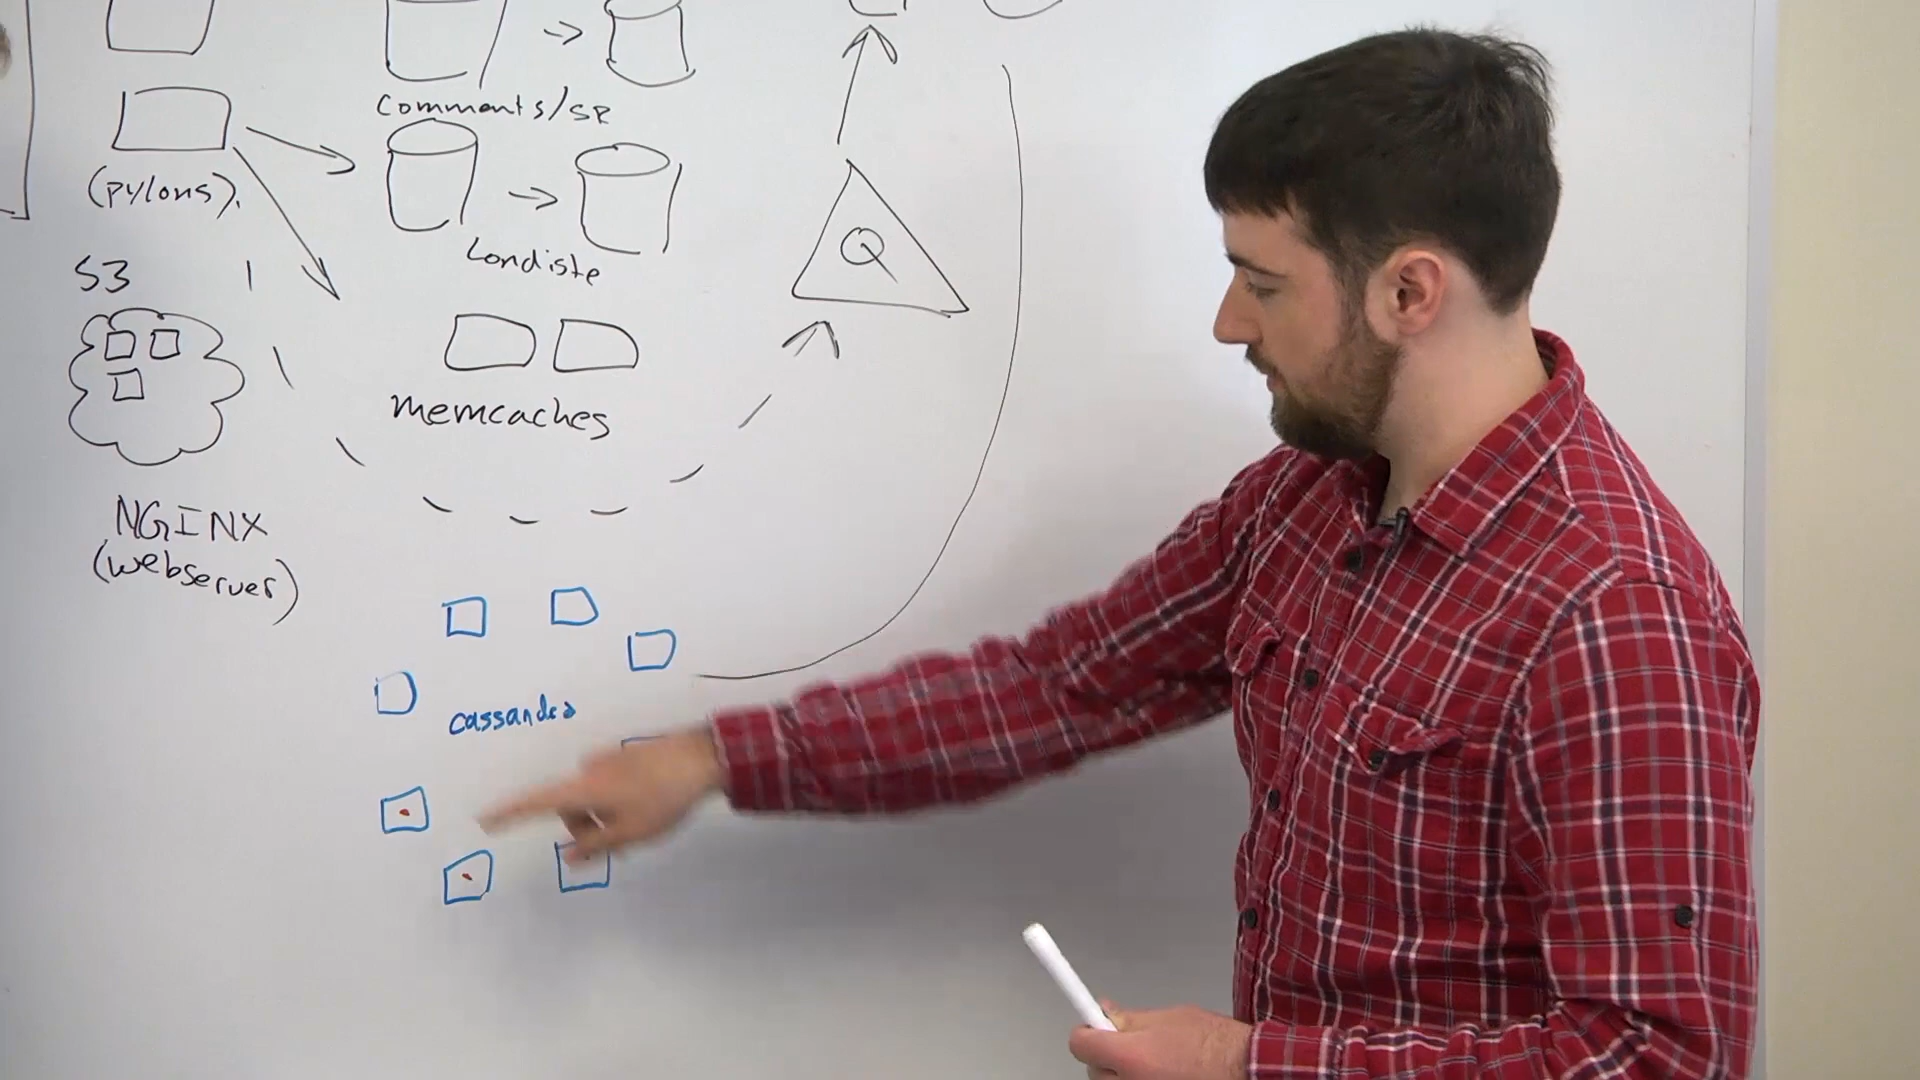 comments/SR
(pylons).
Londiste
S3
Q
memcaches
NGINX
(webserver)
cassandra